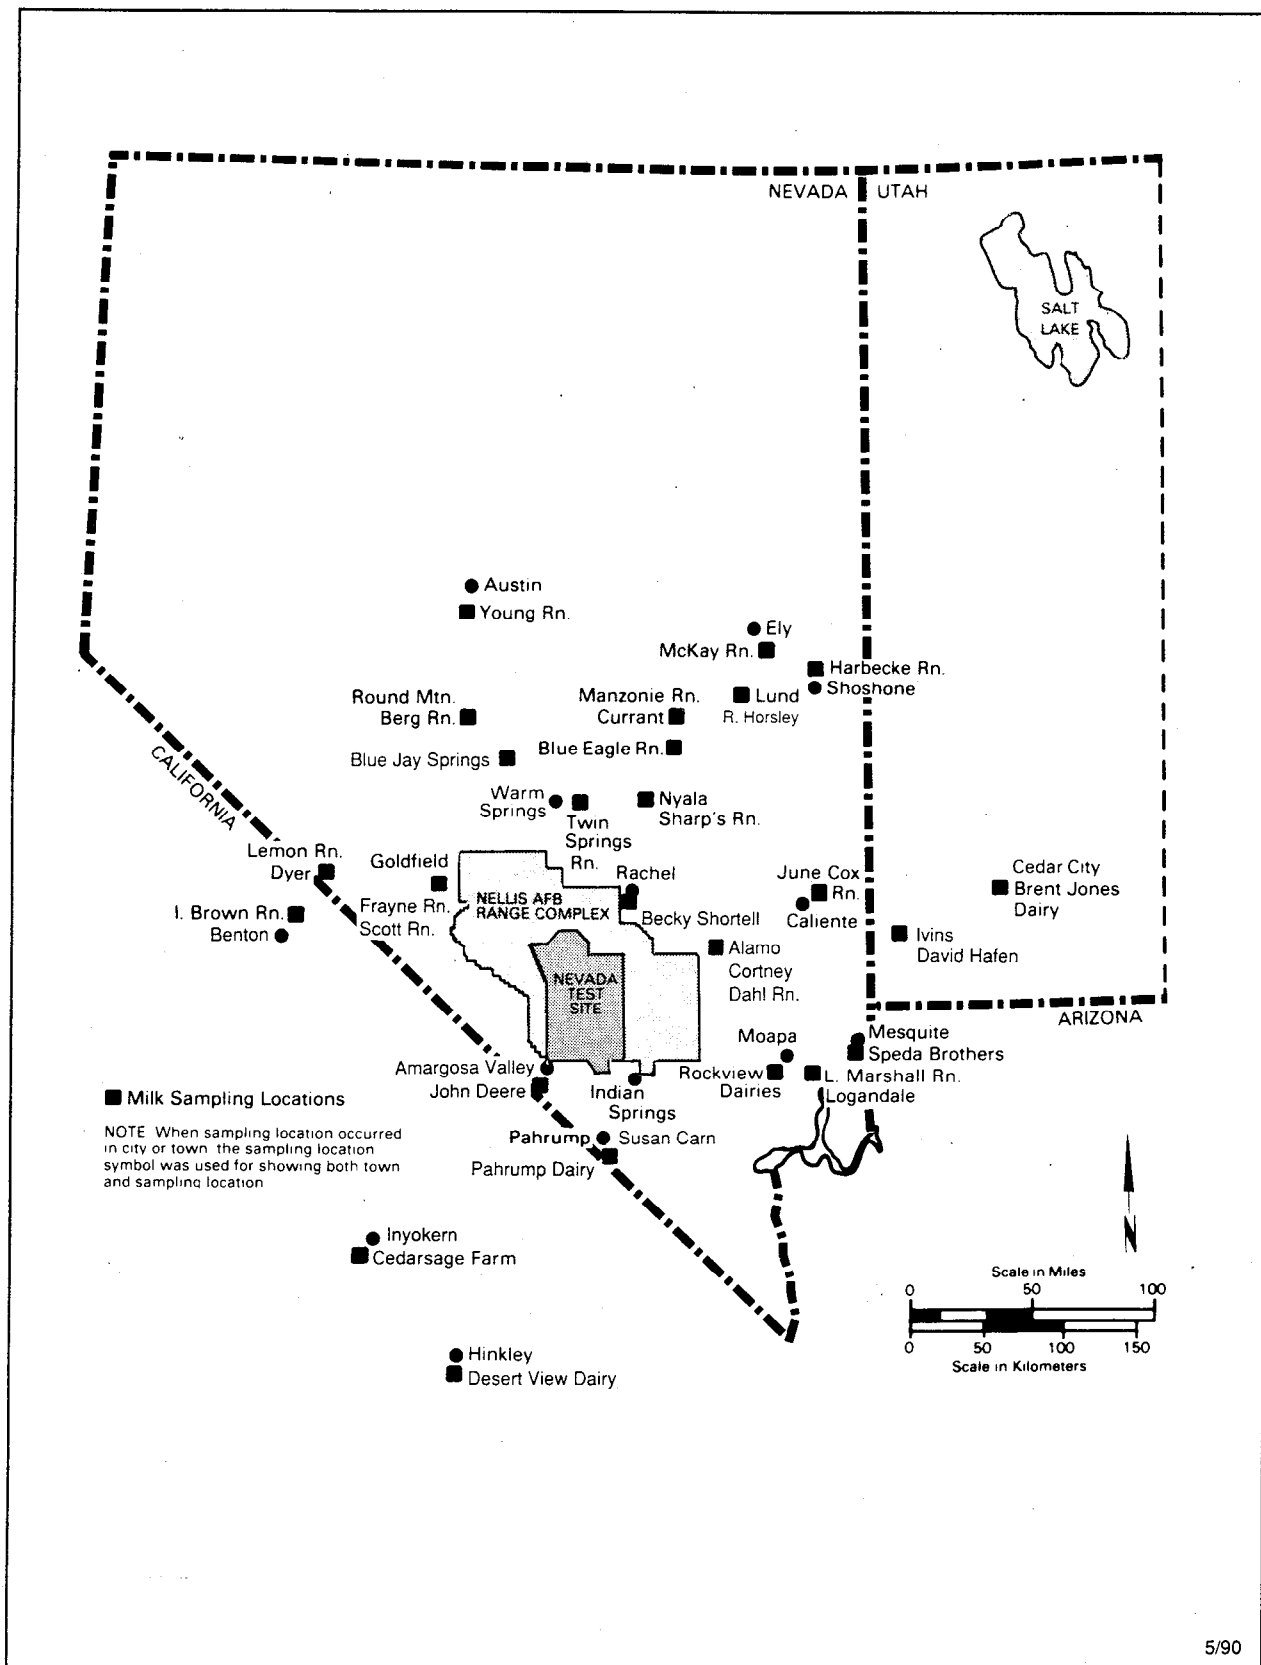 NEVADA
UTAH
SALT
LAKE
Austin
Young Rn.
Ely
McKay Rn.
Harbecke Rn.
Shoshone
Round Mtn.
Berg Rn.
Manzonie Rn.
Currant
Lund
R. Horsley
Blue Jay Springs
Blue Eagle Rn.
CALIFORNIA
Warm
Springs
Twin
Springs
Rn.
Nyala
Sharp's Rn.
Lemon Rn.
Dyer
Goldfield
Frayne Rn.
Scott Rn.
NELLIS AFB
RANGE COMPLEX
Rachel
Becky Shortell
June Cox
Rn.
Caliente
Cedar City
Brent Jones
Dairy
I. Brown Rn.
Benton
Alamo
Cortney
Dahl Rn.
Ivins
David Hafen
NEVADA
TEST
SITE
ARIZONA
Moapa
Mesquite
Speda Brothers
Amargosa Valley
John Deere
Indian
Springs
Rockview
Dairies
L. Marshall Rn.
Logandale
Milk Sampling Locations
NOTE When sampling location occurred
in city or town the sampling location
symbol was used for showing both town
and sampling location
Pahrump
Susan Carn
Pahrump Dairy
Inyokern
Cedarsage Farm
N
Scale in Miles
0 50 100
0 50 100 150
Scale in Kilometers
Hinkley
Desert View Dairy
5/90